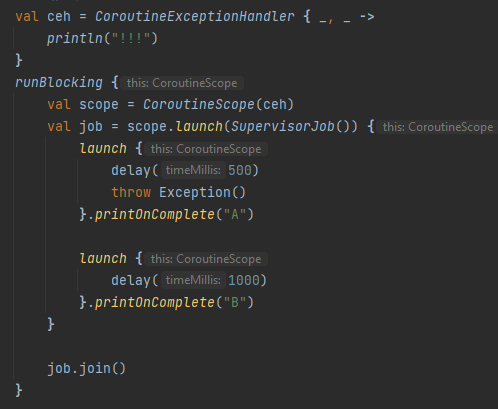 val ceh = CoroutineExceptionHandler { _, _ ->
    println("!!!")
}
runBlocking { this: CoroutineScope
    val scope = CoroutineScope(ceh)
    val job = scope.launch(SupervisorJob()) { this: CoroutineScope
        launch { this: CoroutineScope
            delay( timeMillis: 500)
            throw Exception()
        }.printOnComplete("A")

        launch { this: CoroutineScope
            delay( timeMillis: 1000)
        }.printOnComplete("B")
    }

    job.join()
}